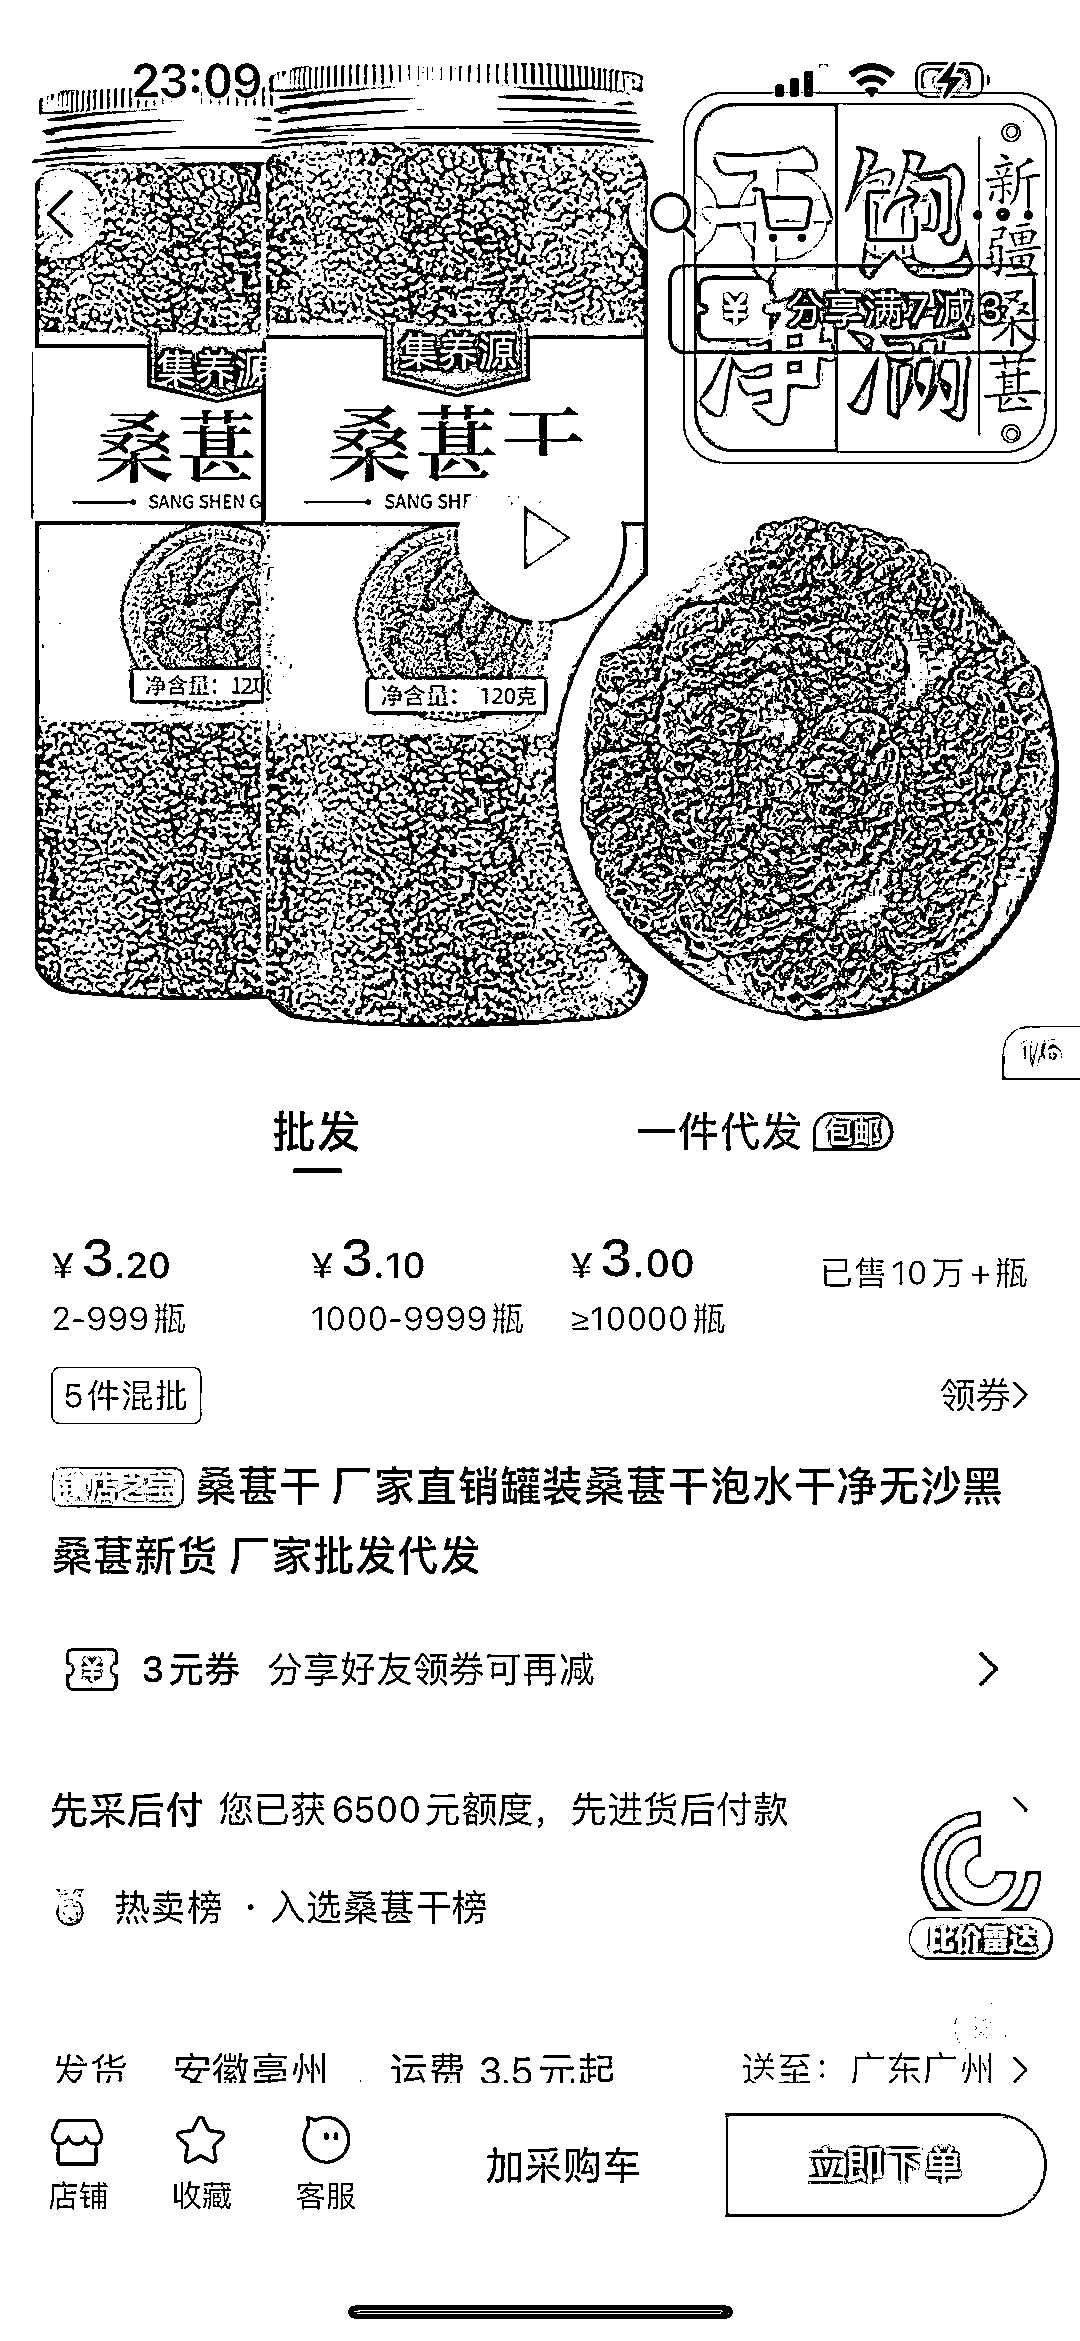 23:09
干净
饱满
新疆桑葚
分享满7减3
集养源
集养源
桑葚
桑葚干
SANG SHEN G
SANG SHE
净含量: 120
净含量: 120克
批发
一件代发 包邮
¥3.20
¥3.10
¥3.00
已售10万+瓶
2-999瓶
1000-9999瓶
≥10000瓶
5件混批
领券
桑葚干 厂家直销罐装桑葚干泡水干净无沙黑
桑葚新货 厂家批发代发
3元券 分享好友领券可再减
先采后付 您已获6500元额度，先进货后付款
热卖榜 · 入选桑葚干榜
比价雷达
发货 安徽亳州 运费 3.5元起
送至：广东广州
店铺
收藏
客服
加采购车
立即下单